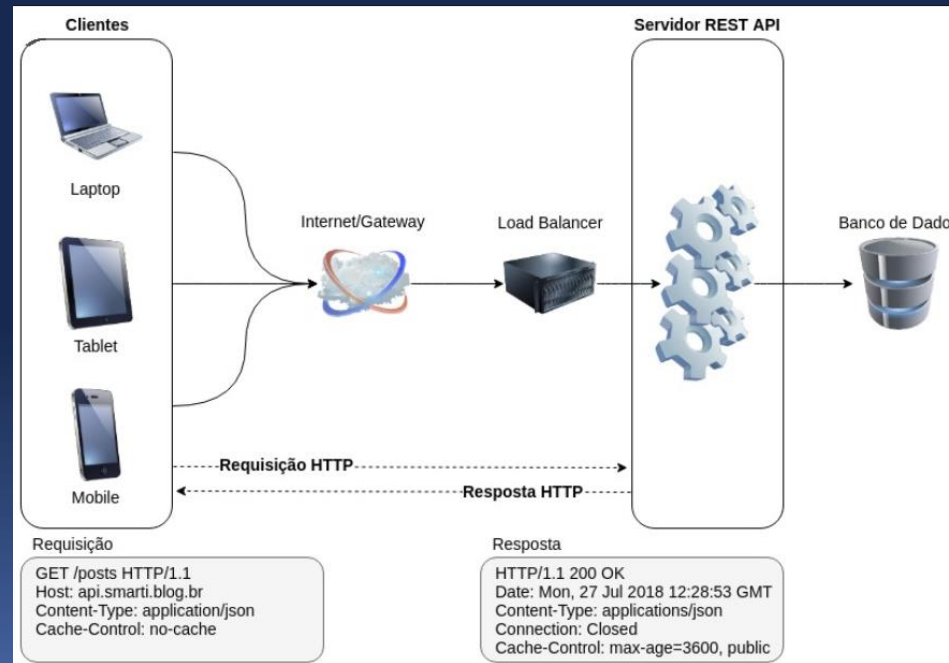 Clientes
Servidor REST API
Laptop
Internet/Gateway
Load Balancer
Banco de Dado
Tablet
Mobile
Requisição HTTP
Resposta HTTP
Requisição
GET /posts HTTP/1.1
Host: api.smarti.blog.br
Content-Type: application/json
Cache-Control: no-cache
Resposta
HTTP/1.1 200 OK
Date: Mon, 27 Jul 2018 12:28:53 GMT
Content-Type: applications/json
Connection: Closed
Cache-Control: max-age=3600, public